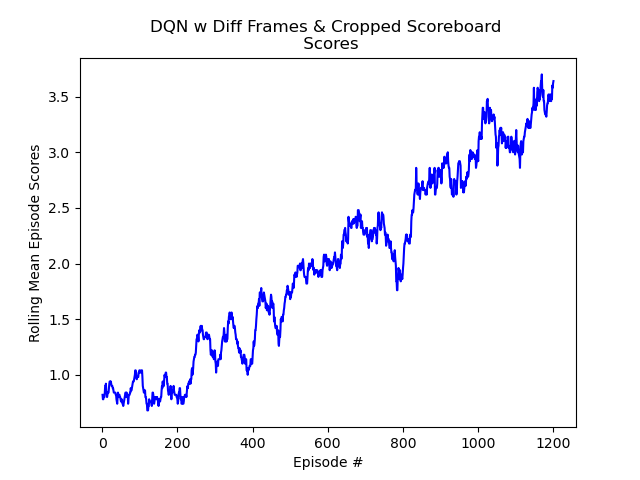 DQN w Diff Frames & Cropped Scoreboard
Scores
Rolling Mean Episode Scores
3.5
3.0
2.5
2.0
1.5
1.0
0 200 400 600 800 1000 1200
Episode #